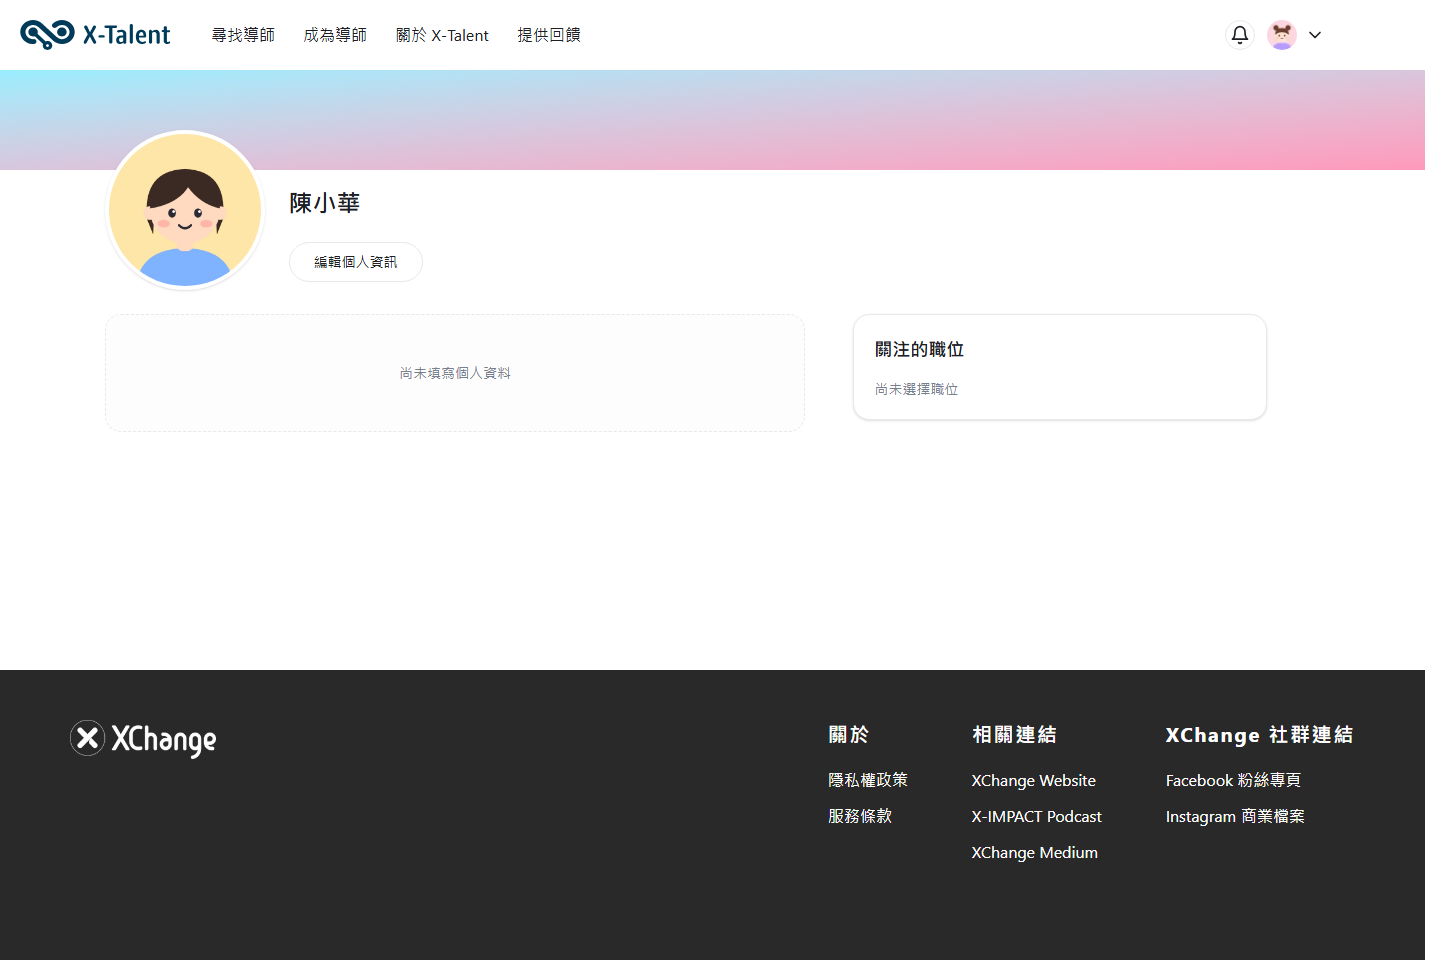 X-Talent
尋找導師
成為導師
關於 X-Talent
提供回饋
陳小華
編輯個人資訊
尚未填寫個人資料
關注的職位
尚未選擇職位
XChange
關於
隱私權政策
服務條款
相關連結
XChange Website
X-IMPACT Podcast
XChange Medium
XChange 社群連結
Facebook 粉絲專頁
Instagram 商業檔案